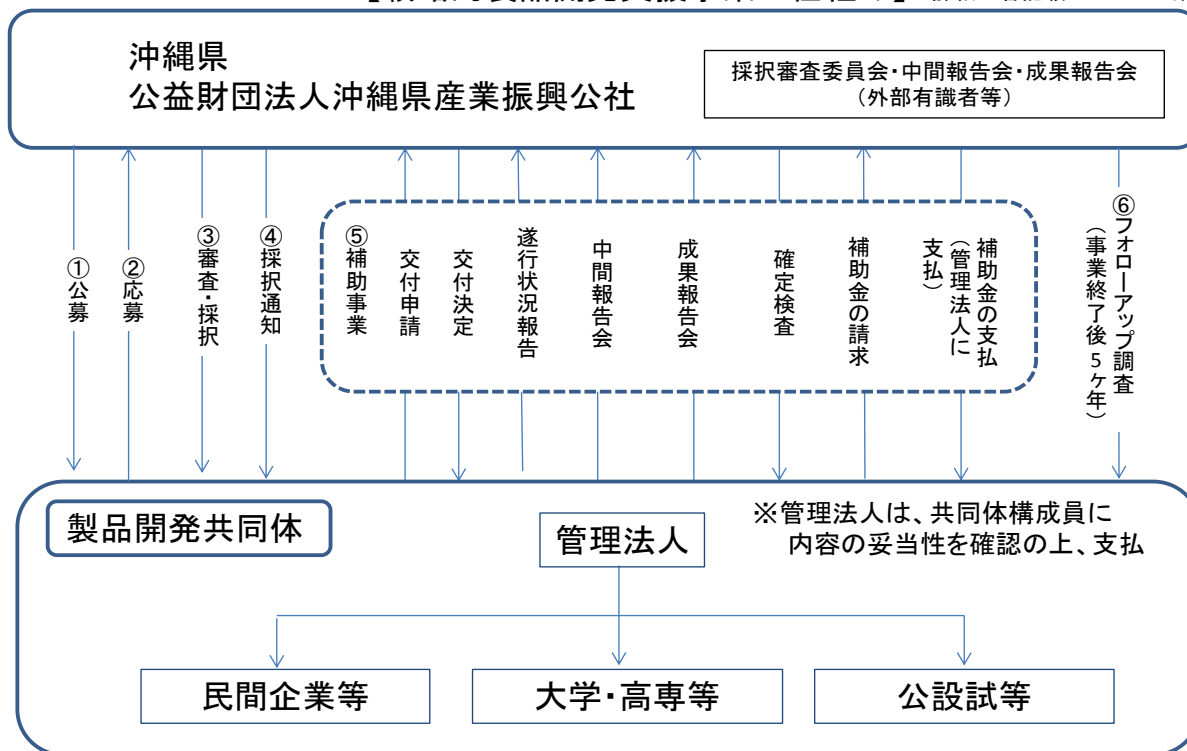 沖縄県
公益財団法人沖縄県産業振興公社
採択審査委員会・中間報告会・成果報告会
（外部有識者等）
①公募
②応募
③審査・採択
④採択通知
⑤補助事業
交付申請
交付決定
遂行状況報告
中間報告会
成果報告会
確定検査
補助金の請求
補助金の支払
（管理法人に
支払）
⑥フォローアップ調査
（事業終了後５ヶ年）
製品開発共同体
管理法人
※管理法人は、共同体構成員に
内容の妥当性を確認の上、支払
民間企業等
大学・高専等
公設試等